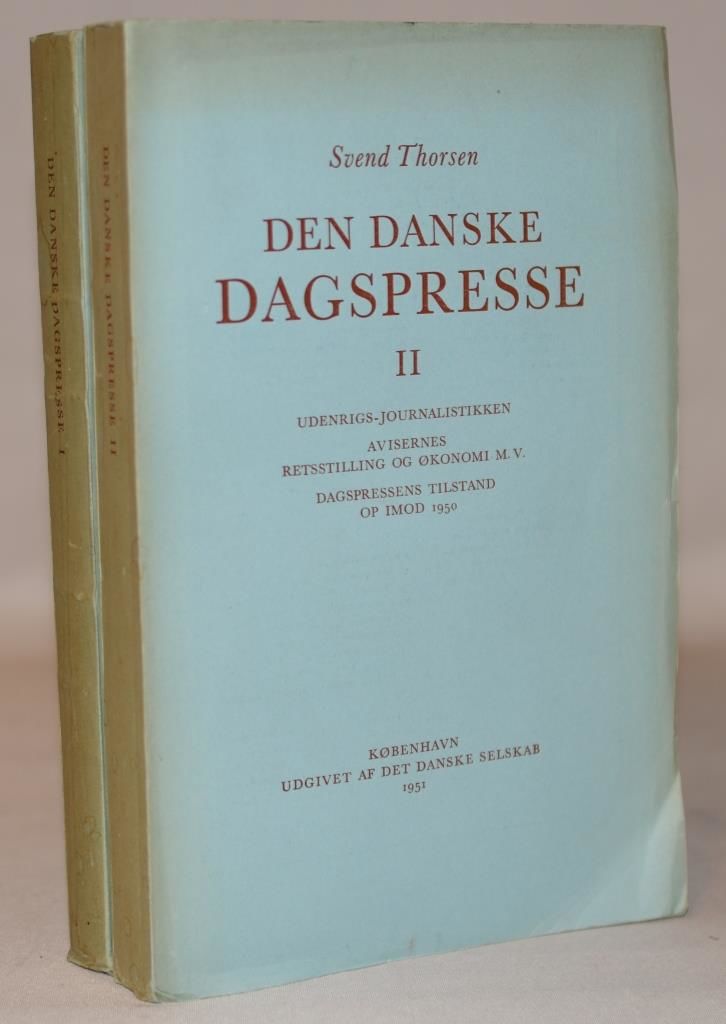 DEN DANSKE DAGSPRESSE I
DEN DANSKE DAGSPRESSE II
Svend Thorsen
DEN DANSKE
DAGSPRESSE
II
UDENRIGS-JOURNALISTIKKEN
AVISERNES
RETSSTILLING OG ØKONOMI M.V.
DAGSPRESSENS TILSTAND
OP IMOD 1950
KØBENHAVN
UDGIVET AF DET DANSKE SELSKAB
1951